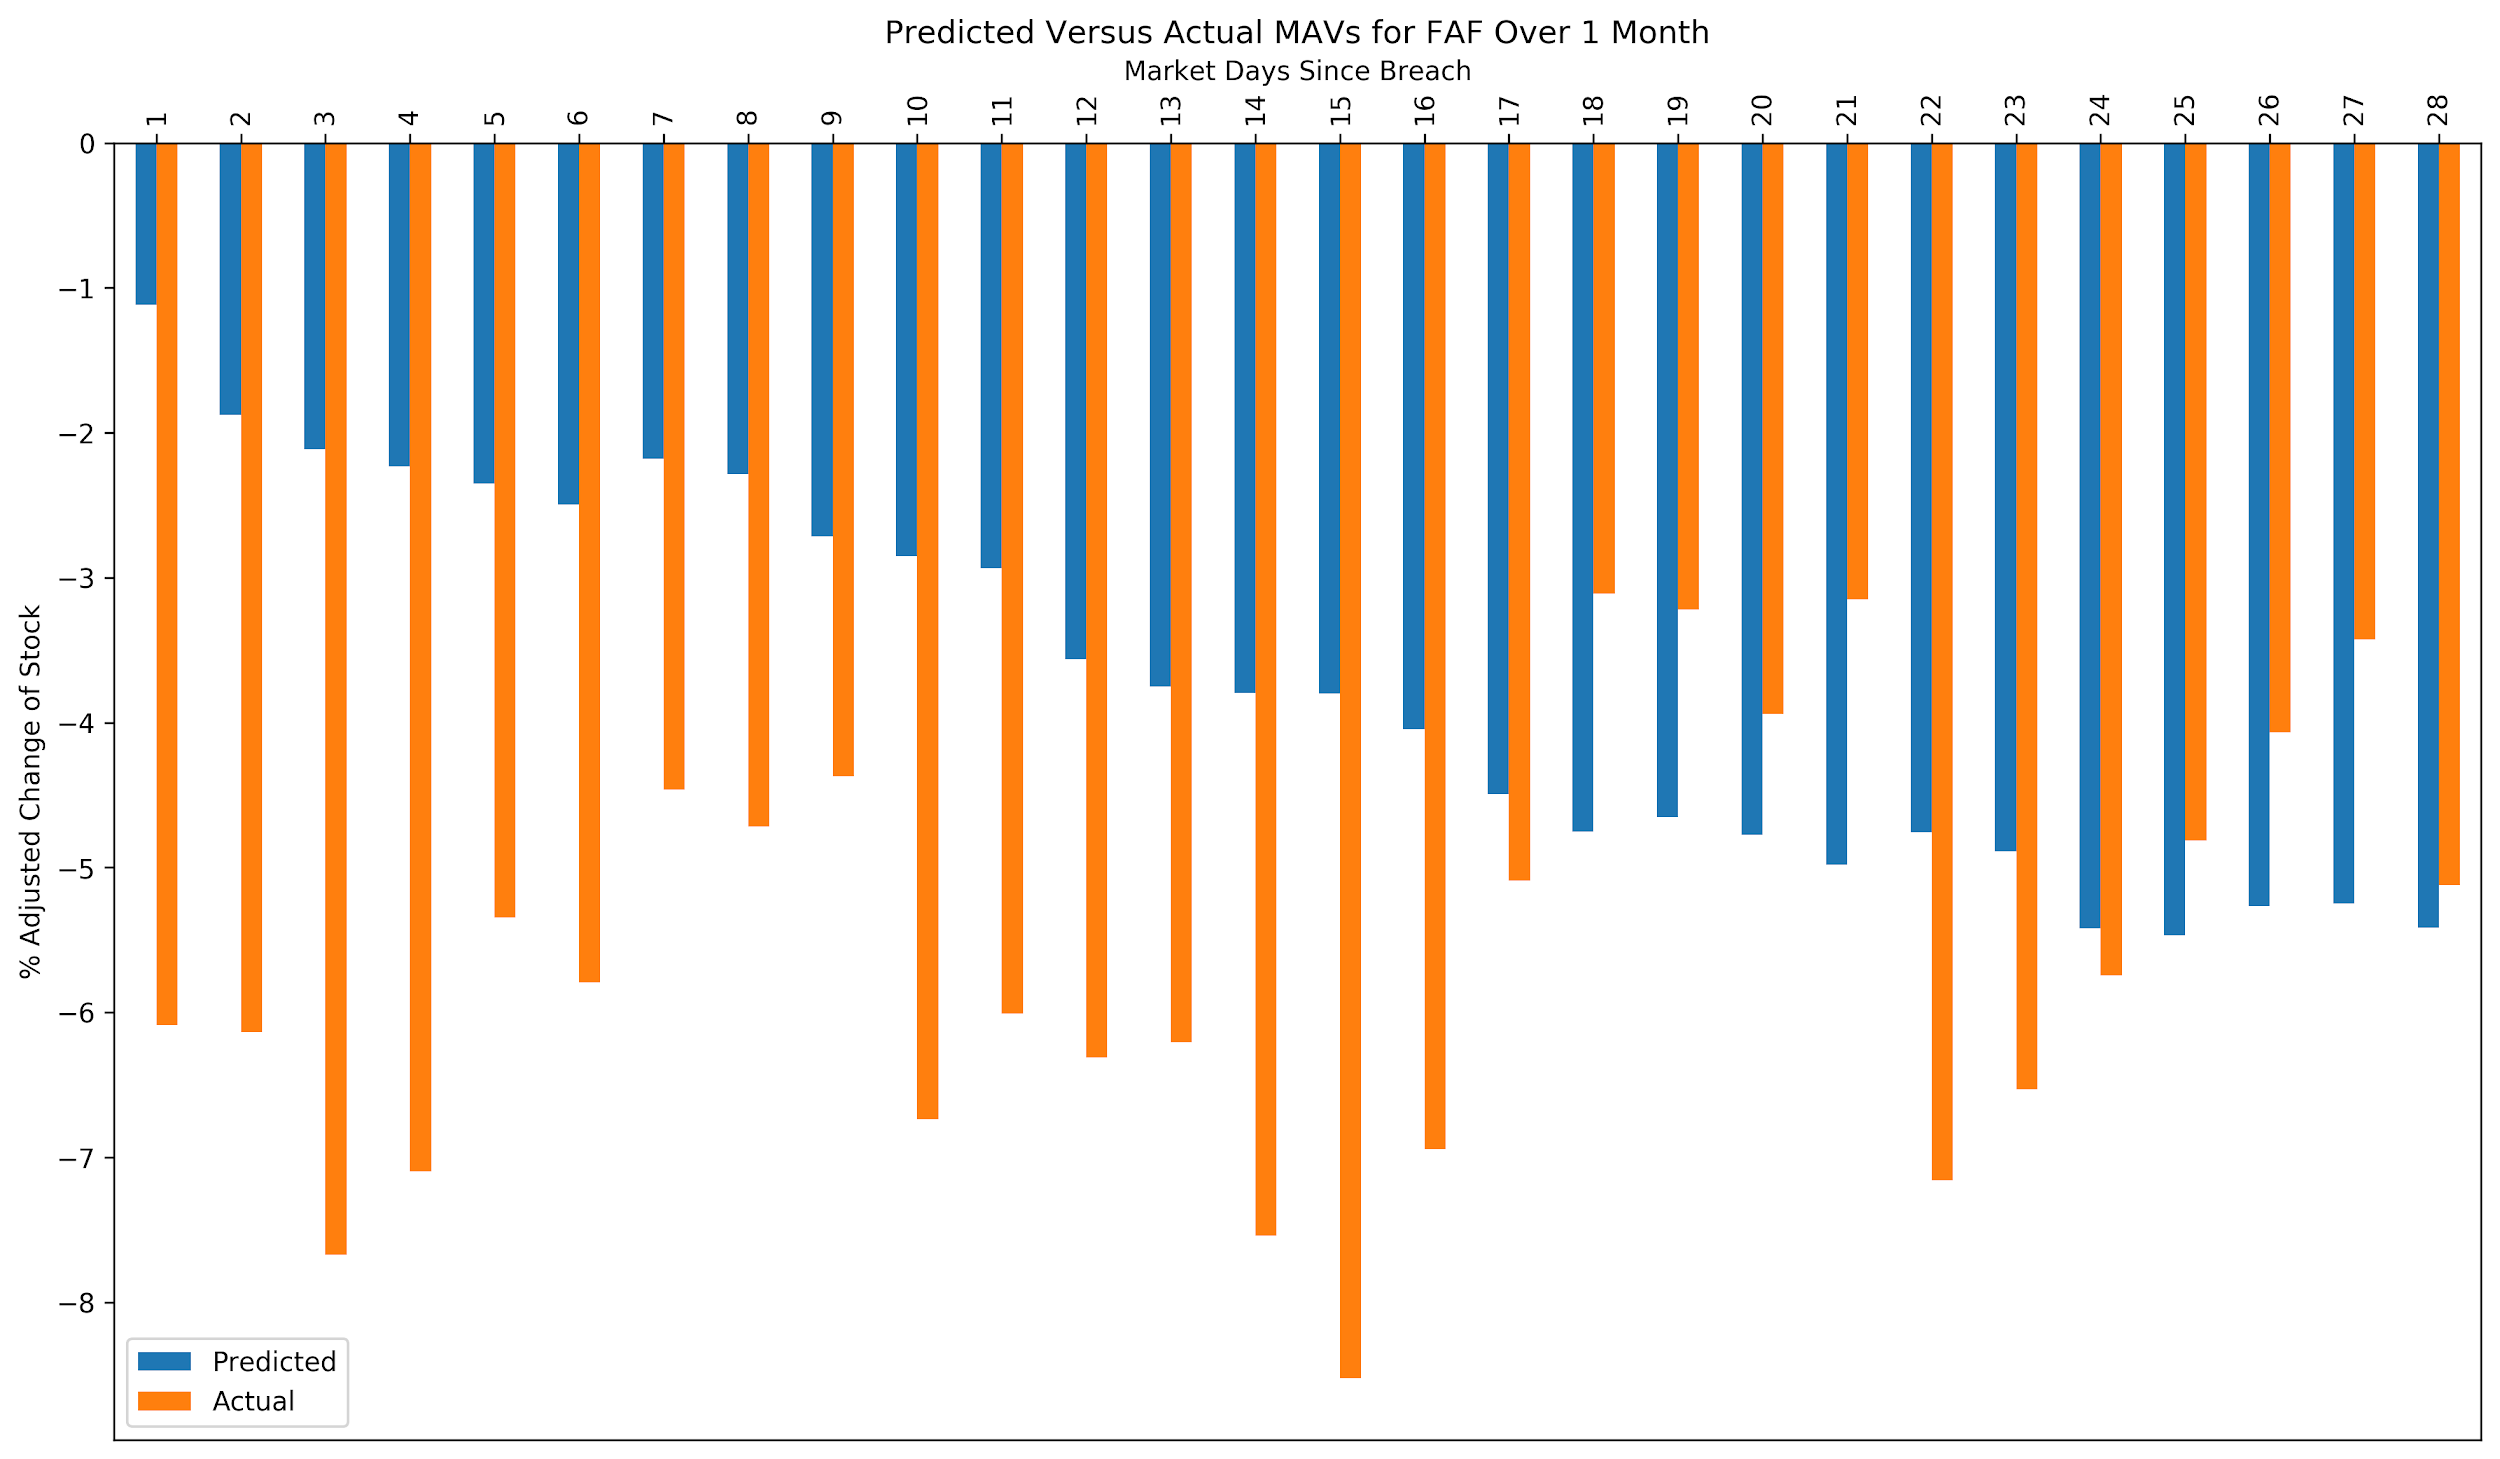 Predicted Versus Actual MAVs for FAF Over 1 Month
Market Days Since Breach
1 2 3 4 5 6 7 8 9 10 11 12 13 14 15 16 17 18 19 20 21 22 23 24 25 26 27 28
0
−1
−2
−3
−4
−5
−6
−7
−8
% Adjusted Change of Stock
Predicted
Actual